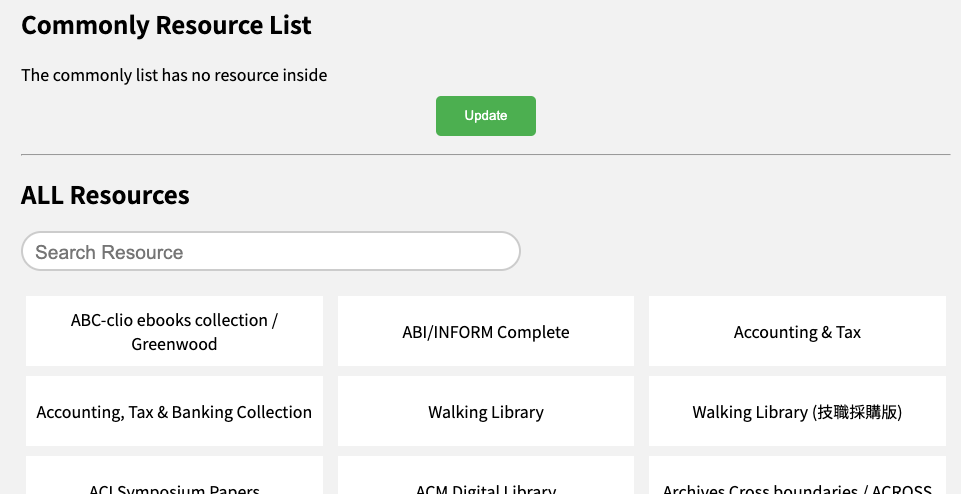 Commonly Resource List
The commonly list has no resource inside
Update
ALL Resources
Search Resource
ABC-clio ebooks collection /
Greenwood
ABI/INFORM Complete
Accounting & Tax
Accounting, Tax & Banking Collection
Walking Library
Walking Library (技職採購版)
ACI Symposium Papers
ACM Digital Library
Archives Cross boundaries / ACROSS